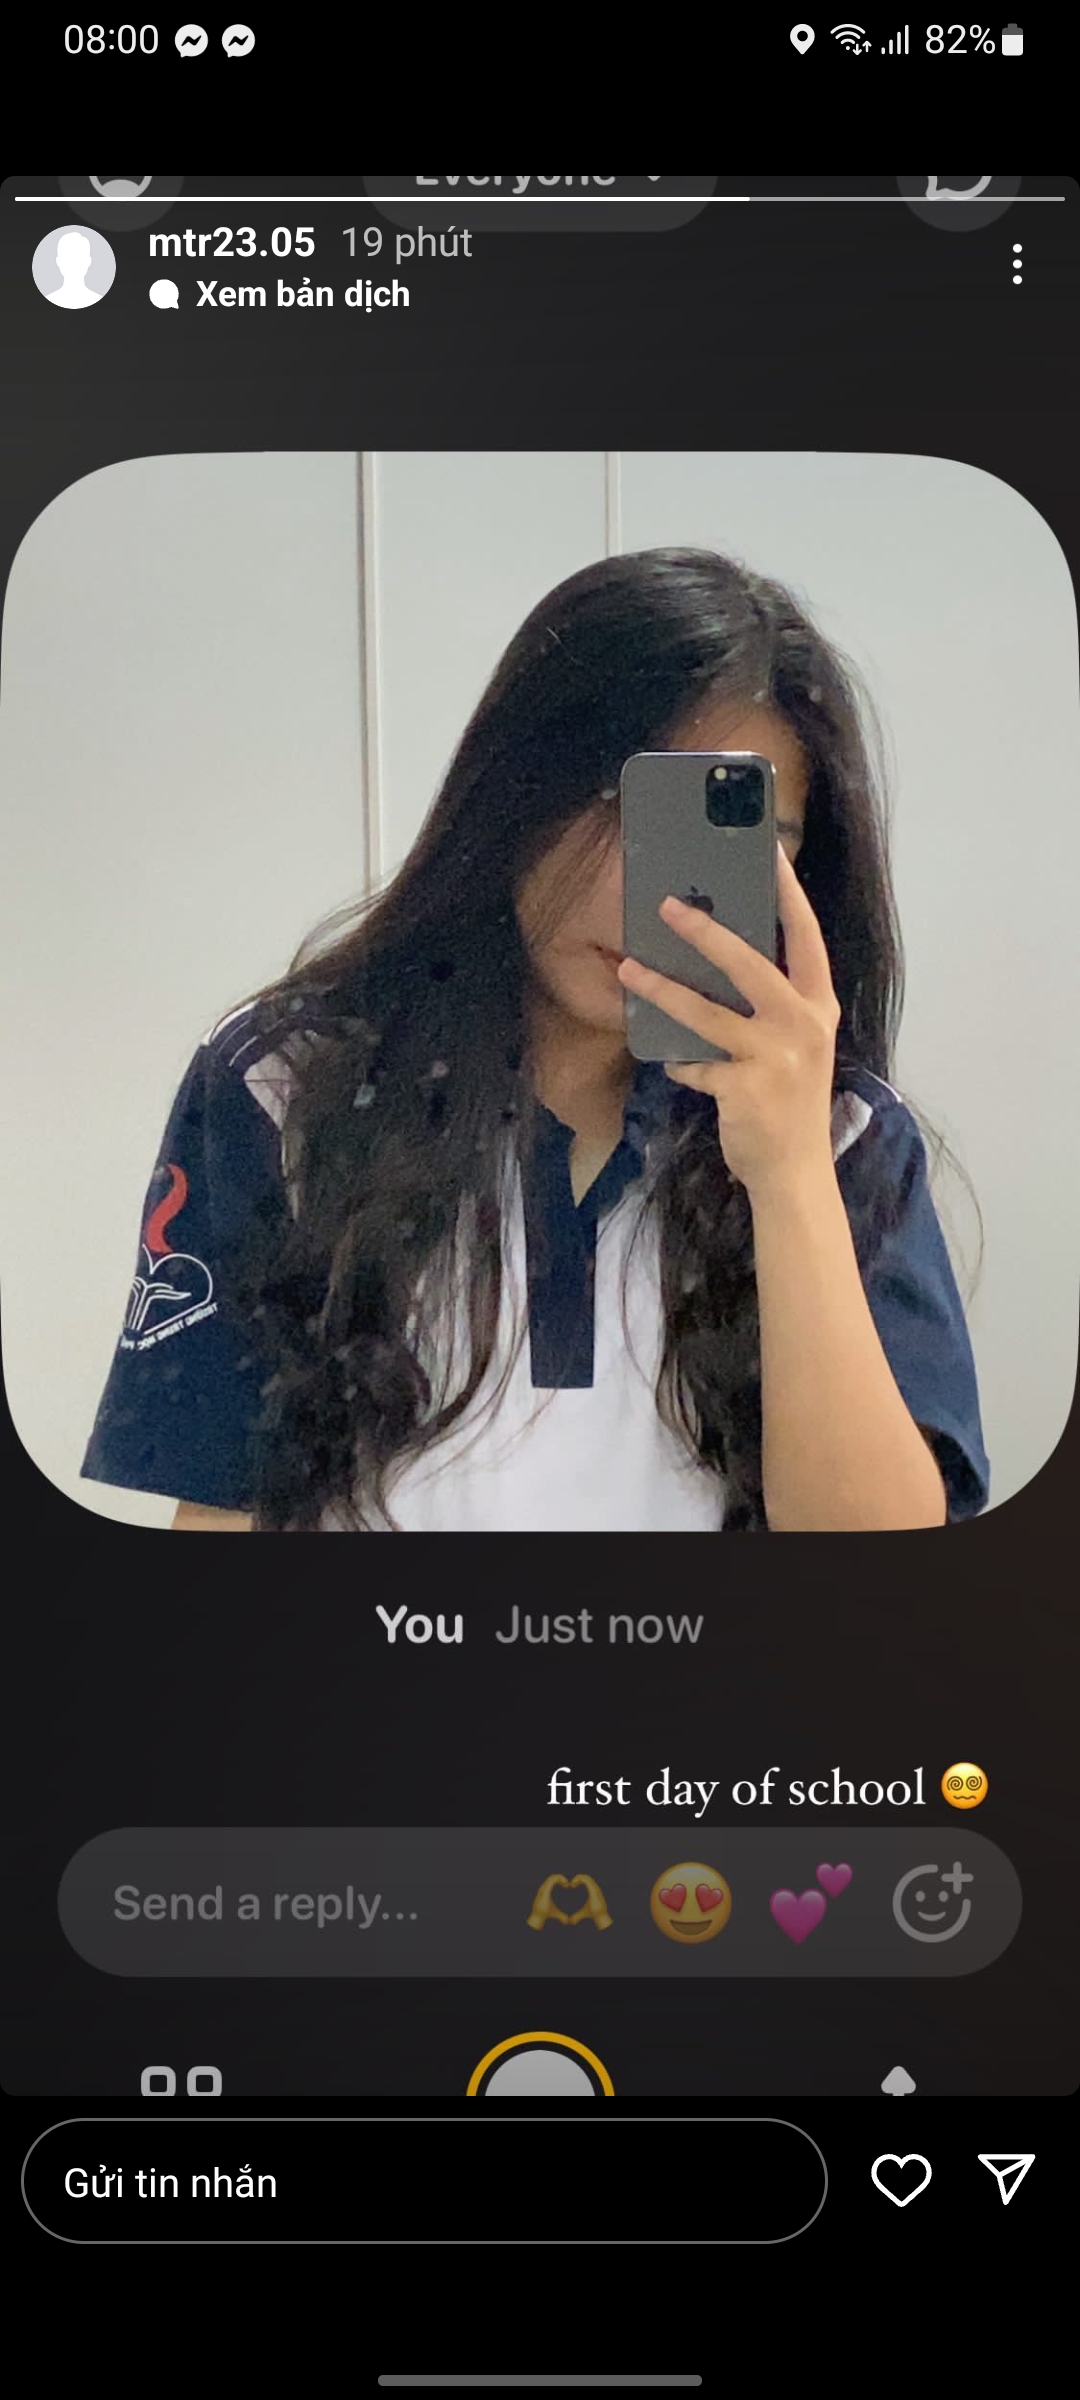 08:00
82%
Everyone
mtr23.05 19 phút
Xem bản dịch
You Just now
first day of school 😵‍💫
Send a reply...
Gửi tin nhắn